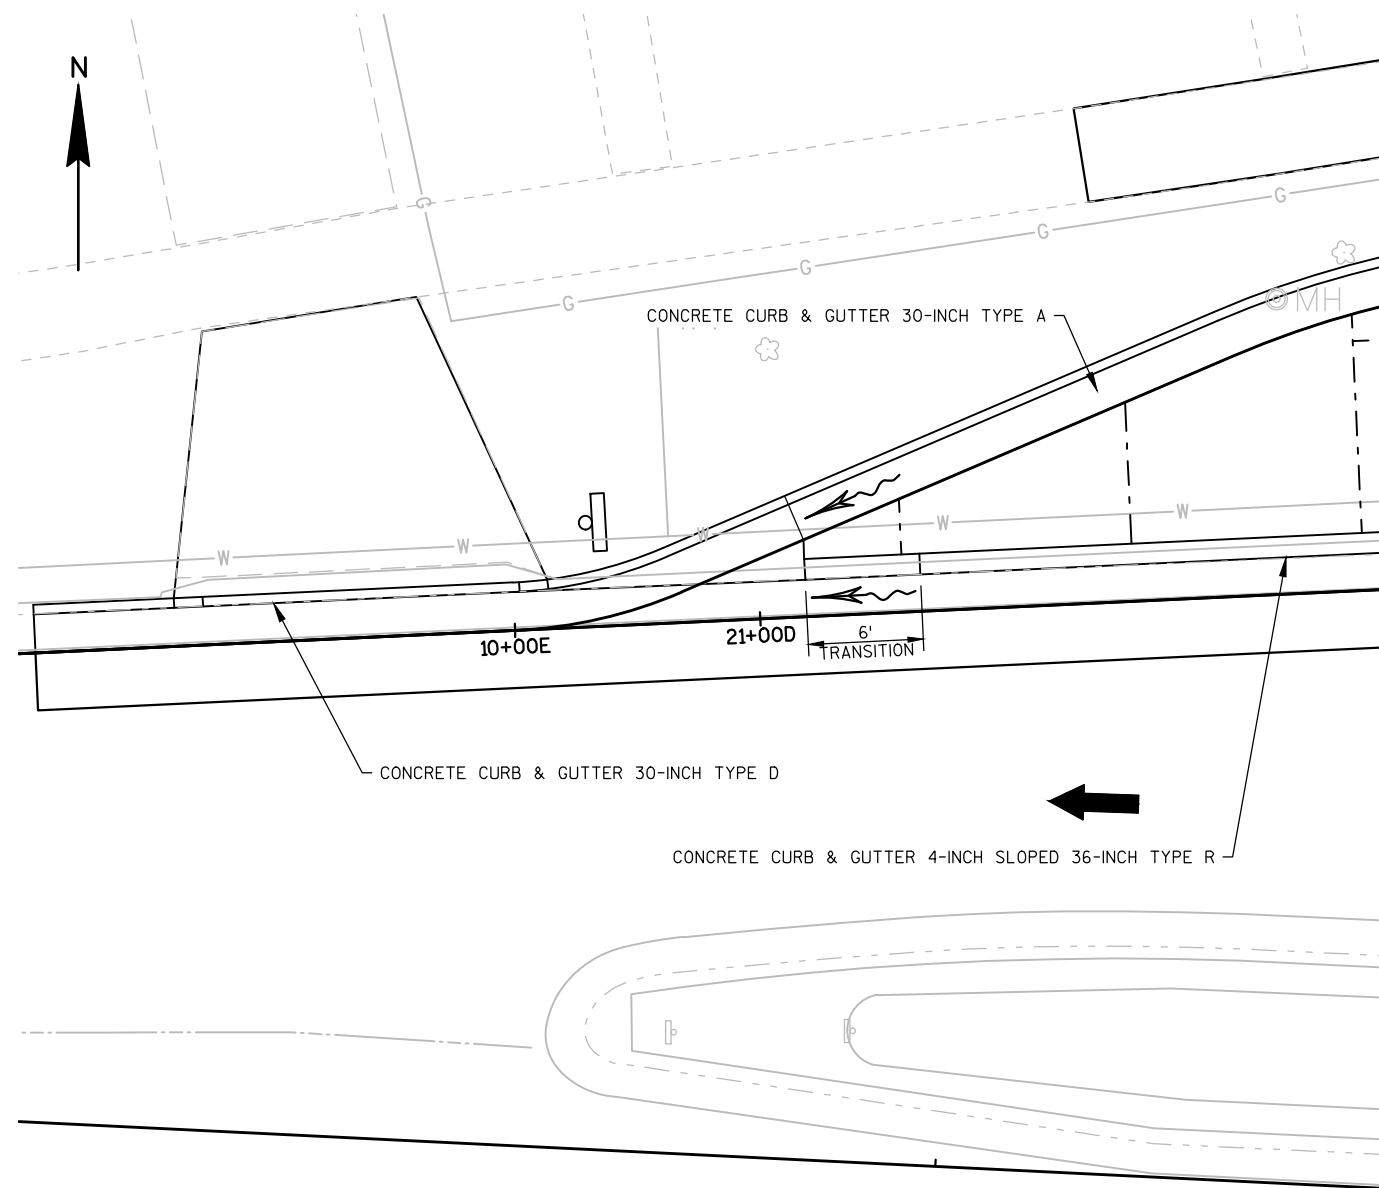 N
G
G
G
G
G
CONCRETE CURB & GUTTER 30-INCH TYPE A
MH
W
W
W
W
W
10+00E
21+00D
6'
TRANSITION
CONCRETE CURB & GUTTER 30-INCH TYPE D
CONCRETE CURB & GUTTER 4-INCH SLOPED 36-INCH TYPE R